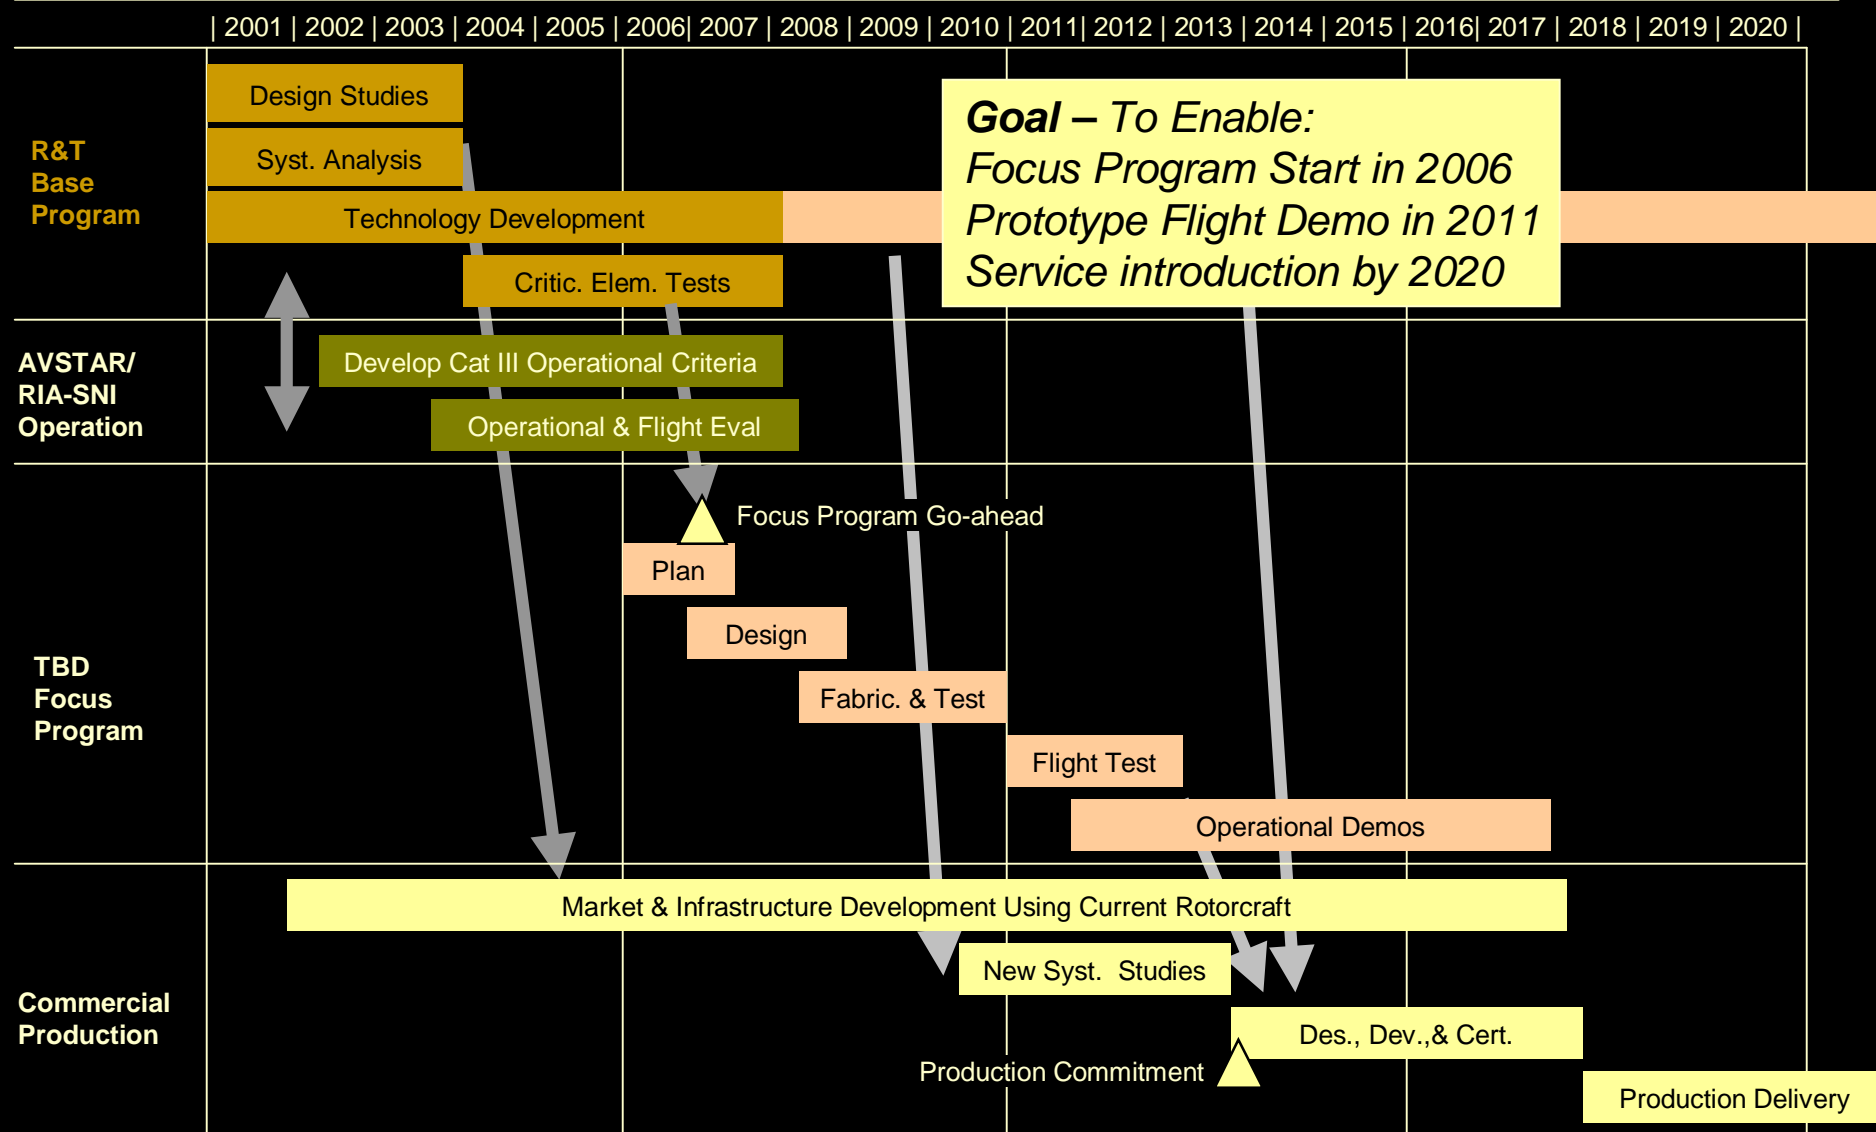 | 2001 | 2002 | 2003 | 2004 | 2005 | 2006| 2007 | 2008 | 2009 | 2010 | 2011| 2012 | 2013 | 2014 | 2015 | 2016| 2017 | 2018 | 2019 | 2020 |
R&T
Base
Program
Design Studies
Syst. Analysis
Technology Development
Critic. Elem. Tests
Goal – To Enable:
Focus Program Start in 2006
Prototype Flight Demo in 2011
Service introduction by 2020
AVSTAR/
RIA-SNI
Operation
Develop Cat III Operational Criteria
Operational & Flight Eval
TBD
Focus
Program
Focus Program Go-ahead
Plan
Design
Fabric. & Test
Flight Test
Operational Demos
Commercial
Production
Market & Infrastructure Development Using Current Rotorcraft
New Syst. Studies
Des., Dev.,& Cert.
Production Commitment
Production Delivery